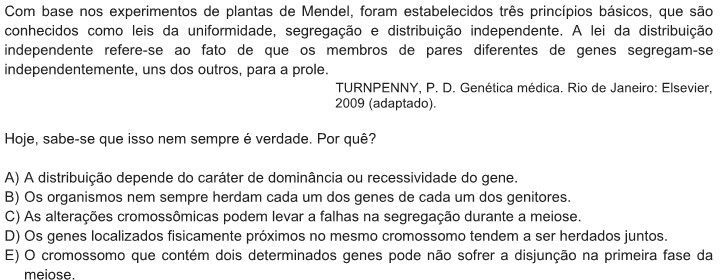 Com base nos experimentos de plantas de Mendel, foram estabelecidos três princípios básicos, que são
conhecidos como leis da uniformidade, segregação e distribuição independente. A lei da distribuição
independente refere-se ao fato de que os membros de pares diferentes de genes segregam-se
independentemente, uns dos outros, para a prole.
TURNPENNY, P. D. Genética médica. Rio de Janeiro: Elsevier,
2009 (adaptado).
Hoje, sabe-se que isso nem sempre é verdade. Por quê?
A) A distribuição depende do caráter de dominância ou recessividade do gene.
B) Os organismos nem sempre herdam cada um dos genes de cada um dos genitores.
C) As alterações cromossômicas podem levar a falhas na segregação durante a meiose.
D) Os genes localizados fisicamente próximos no mesmo cromossomo tendem a ser herdados juntos.
E) O cromossomo que contém dois determinados genes pode não sofrer a disjunção na primeira fase da
meiose.